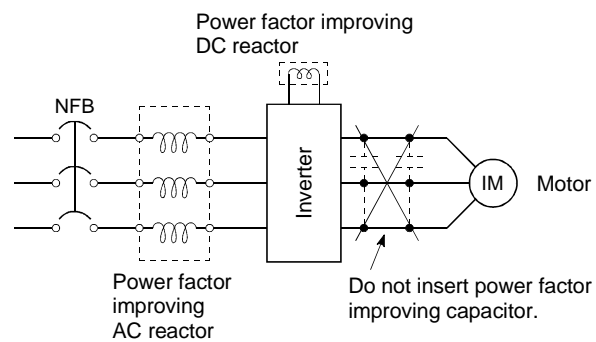 Power factor improving
DC reactor
NFB
Inverter
IM
Motor
Power factor
improving
AC reactor
Do not insert power factor
improving capacitor.